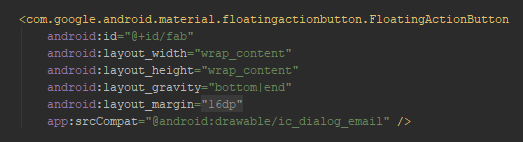 <com.google.android.material.floatingactionbutton.FloatingActionButton
android:id="@+id/fab"
android:layout_width="wrap_content"
android:layout_height="wrap_content"
android:layout_gravity="bottom|end"
android:layout_margin="16dp"
app:srcCompat="@android:drawable/ic_dialog_email" />